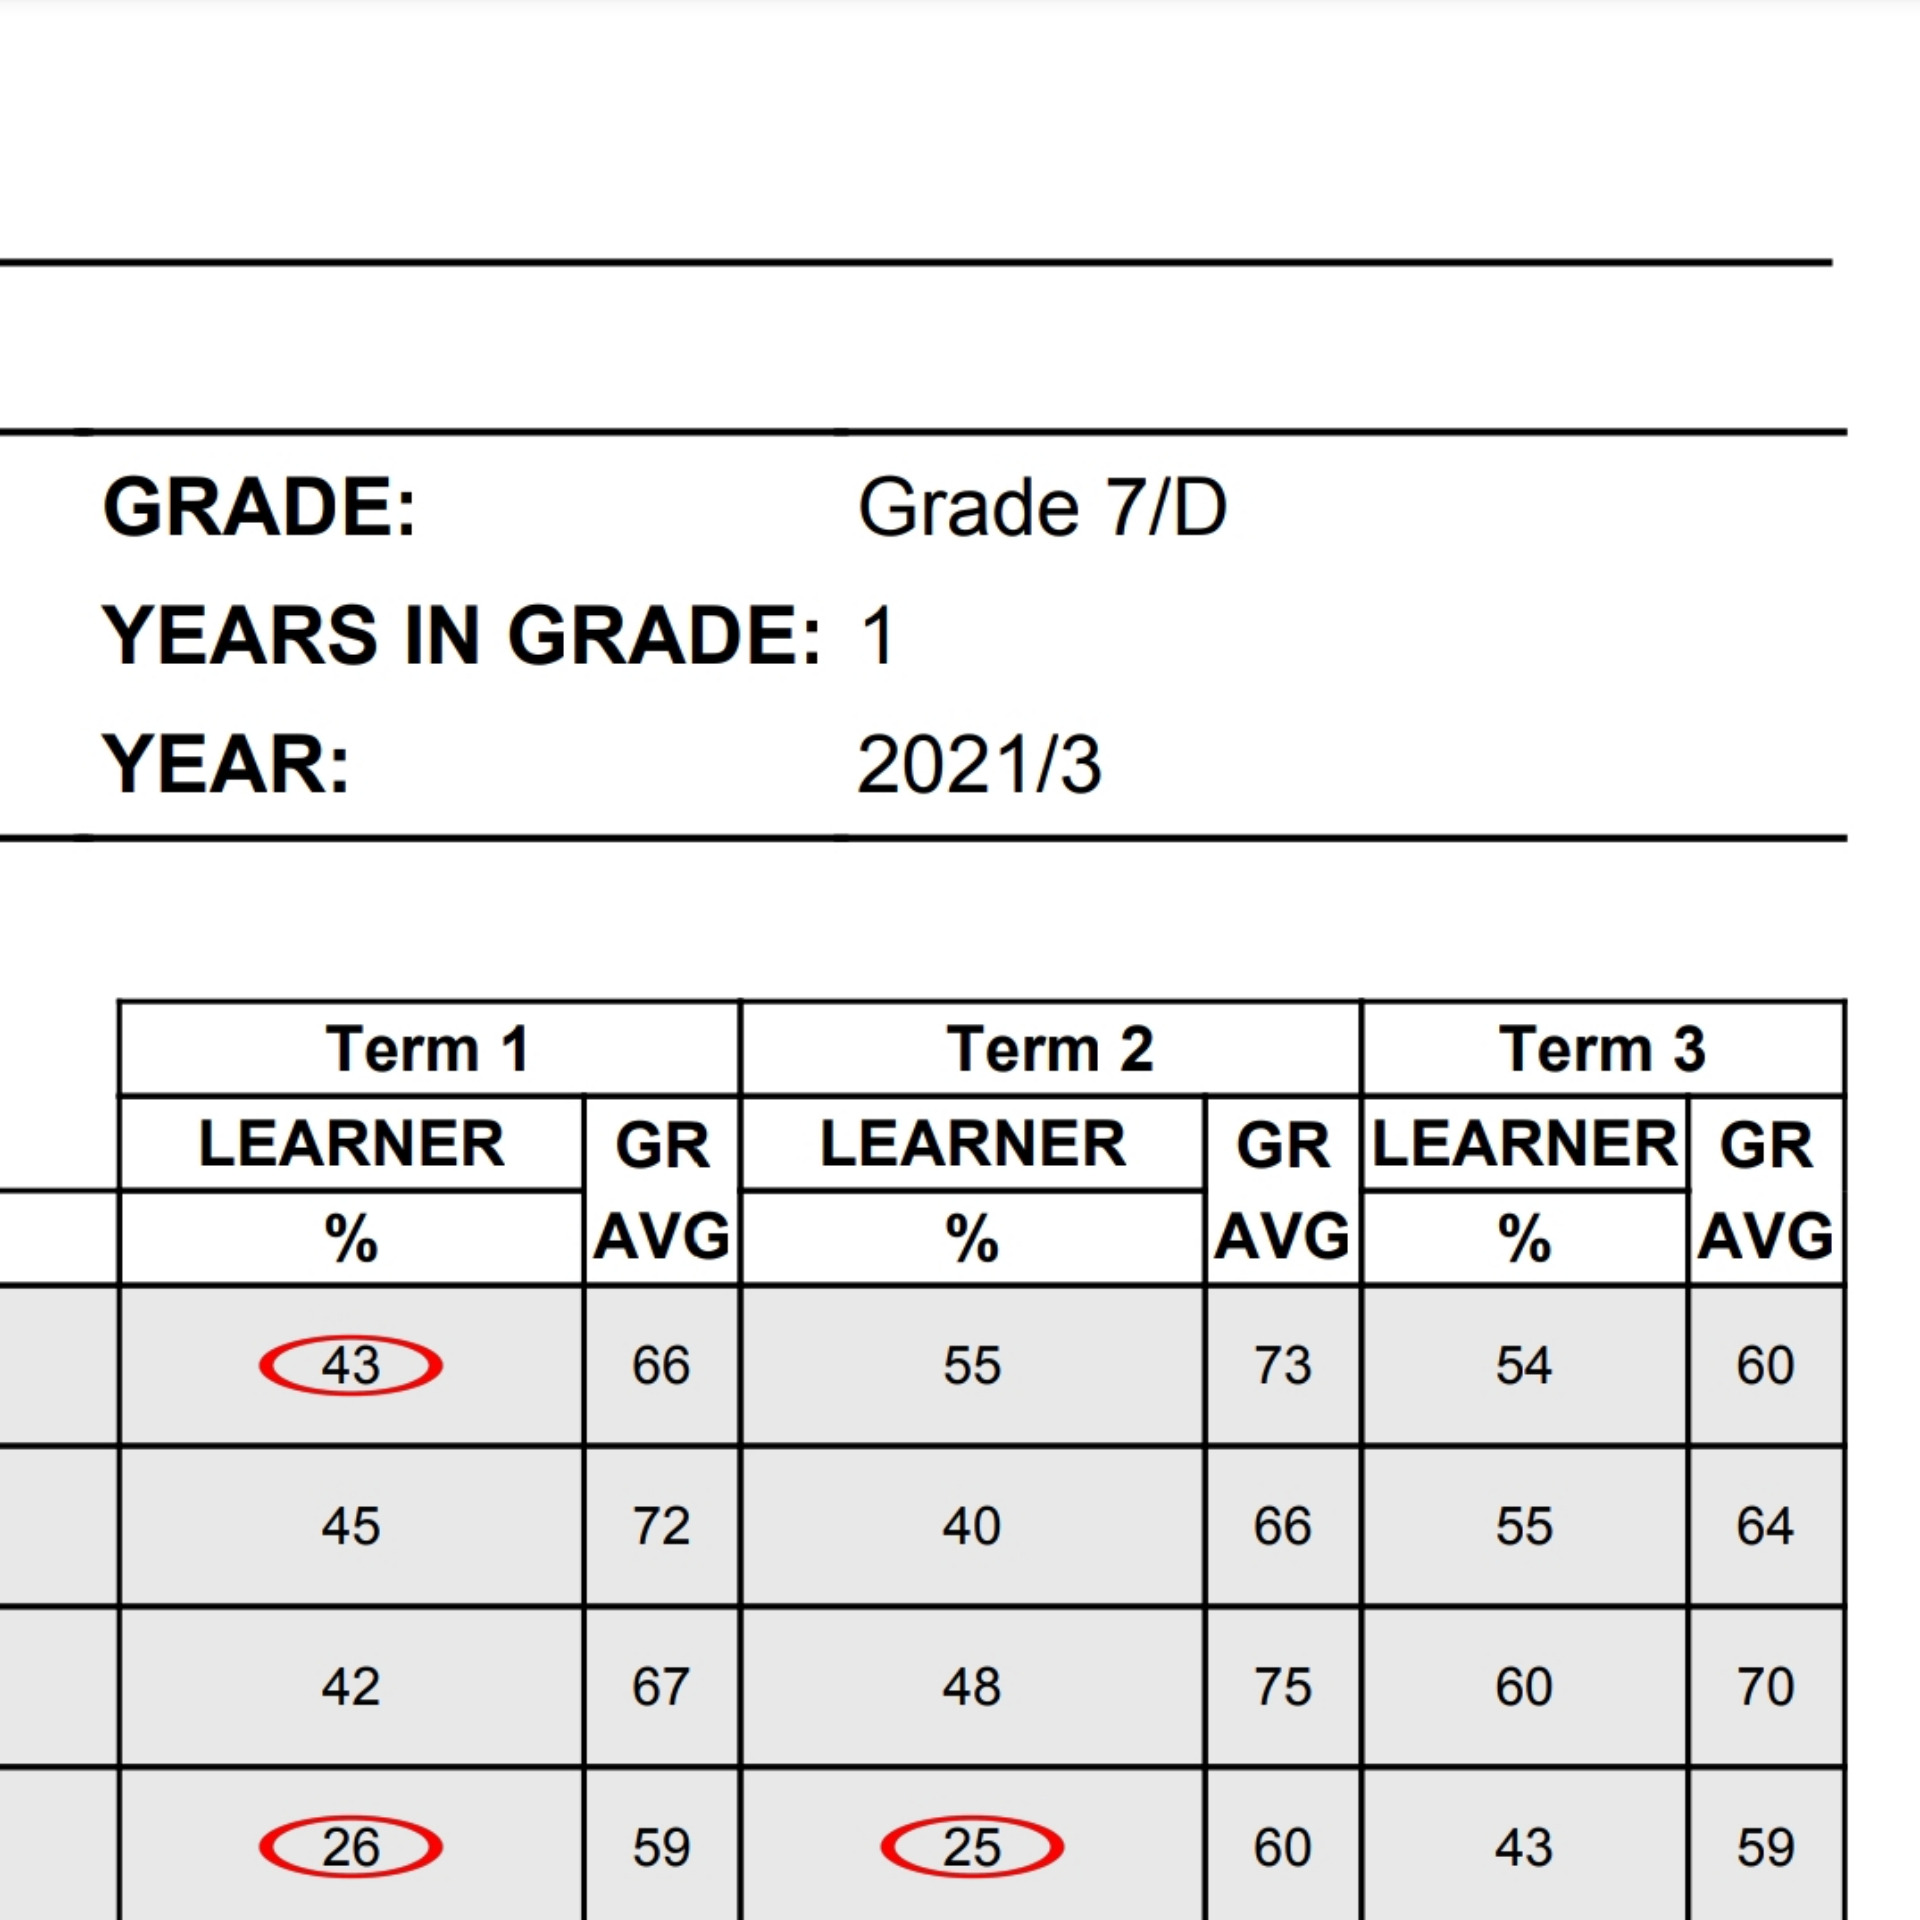 GRADE: Grade 7/D
YEARS IN GRADE: 1
YEAR: 2021/3
Term 1 Term 2 Term 3
LEARNER GR LEARNER GR LEARNER GR
% AVG % AVG % AVG
43 66 55 73 54 60
45 72 40 66 55 64
42 67 48 75 60 70
26 59 25 60 43 59